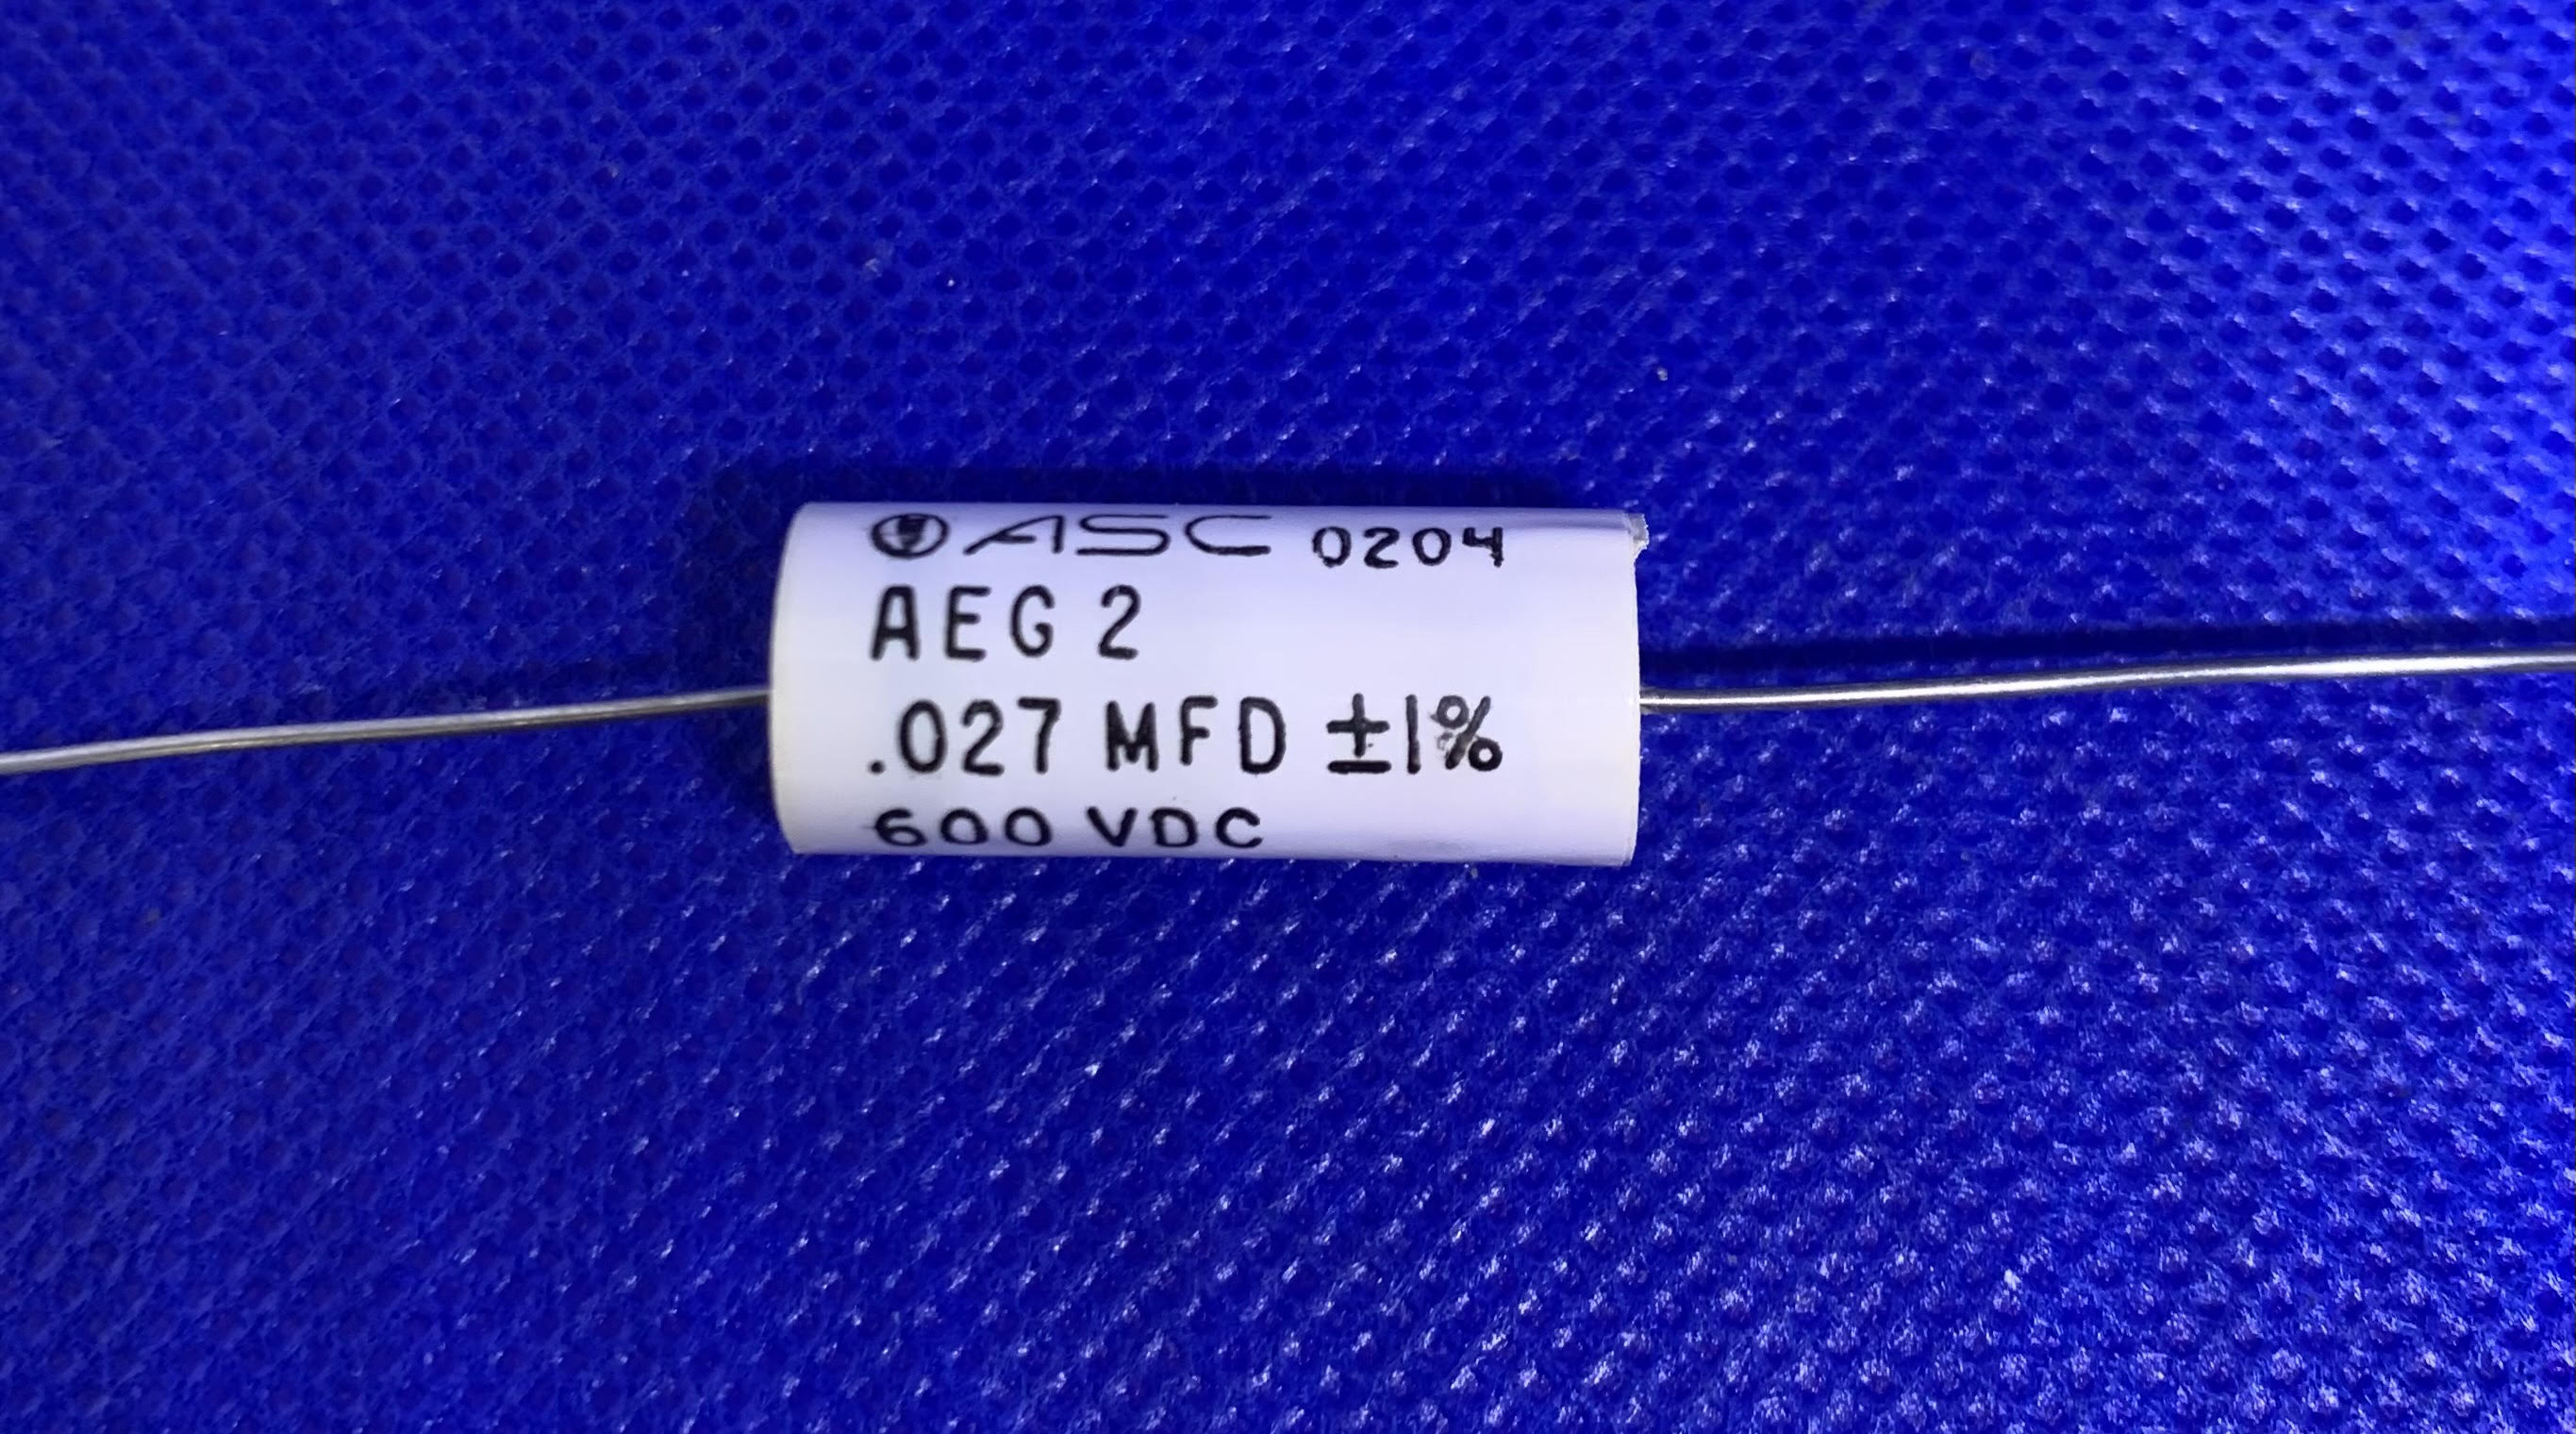 ASC 0204
AEG 2
.027 MFD ±1%
600 VDC